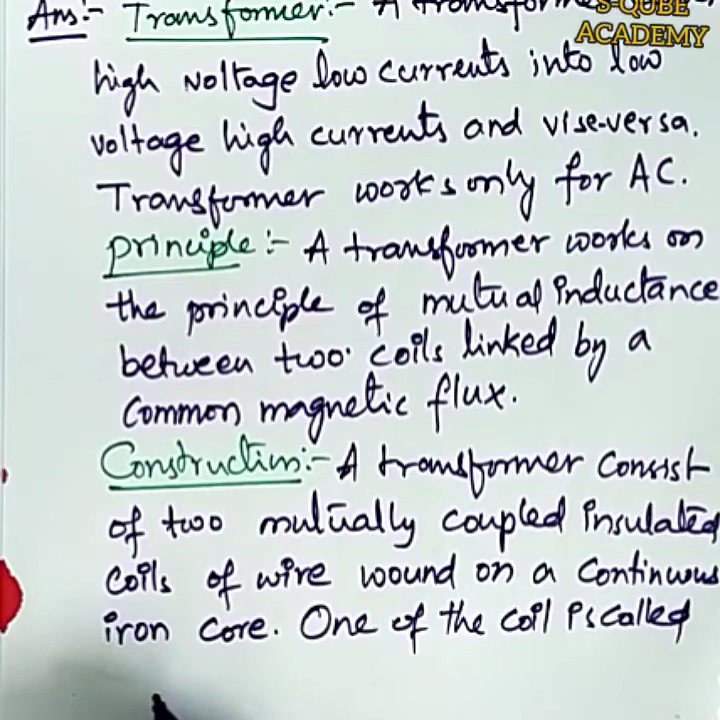 Ans:- Transformer:- A transforme
S-QUBE
ACADEMY
high voltage low currents into low
voltage high currents and vise-versa.
Transformer works only for AC.
principle:- A transformer works on
the principle of mutual inductance
between two coils linked by a
common magnetic flux.
Construction:- A transformer consist
of two mutually coupled insulated
coils of wire wound on a continuous
iron core. One of the coil is called